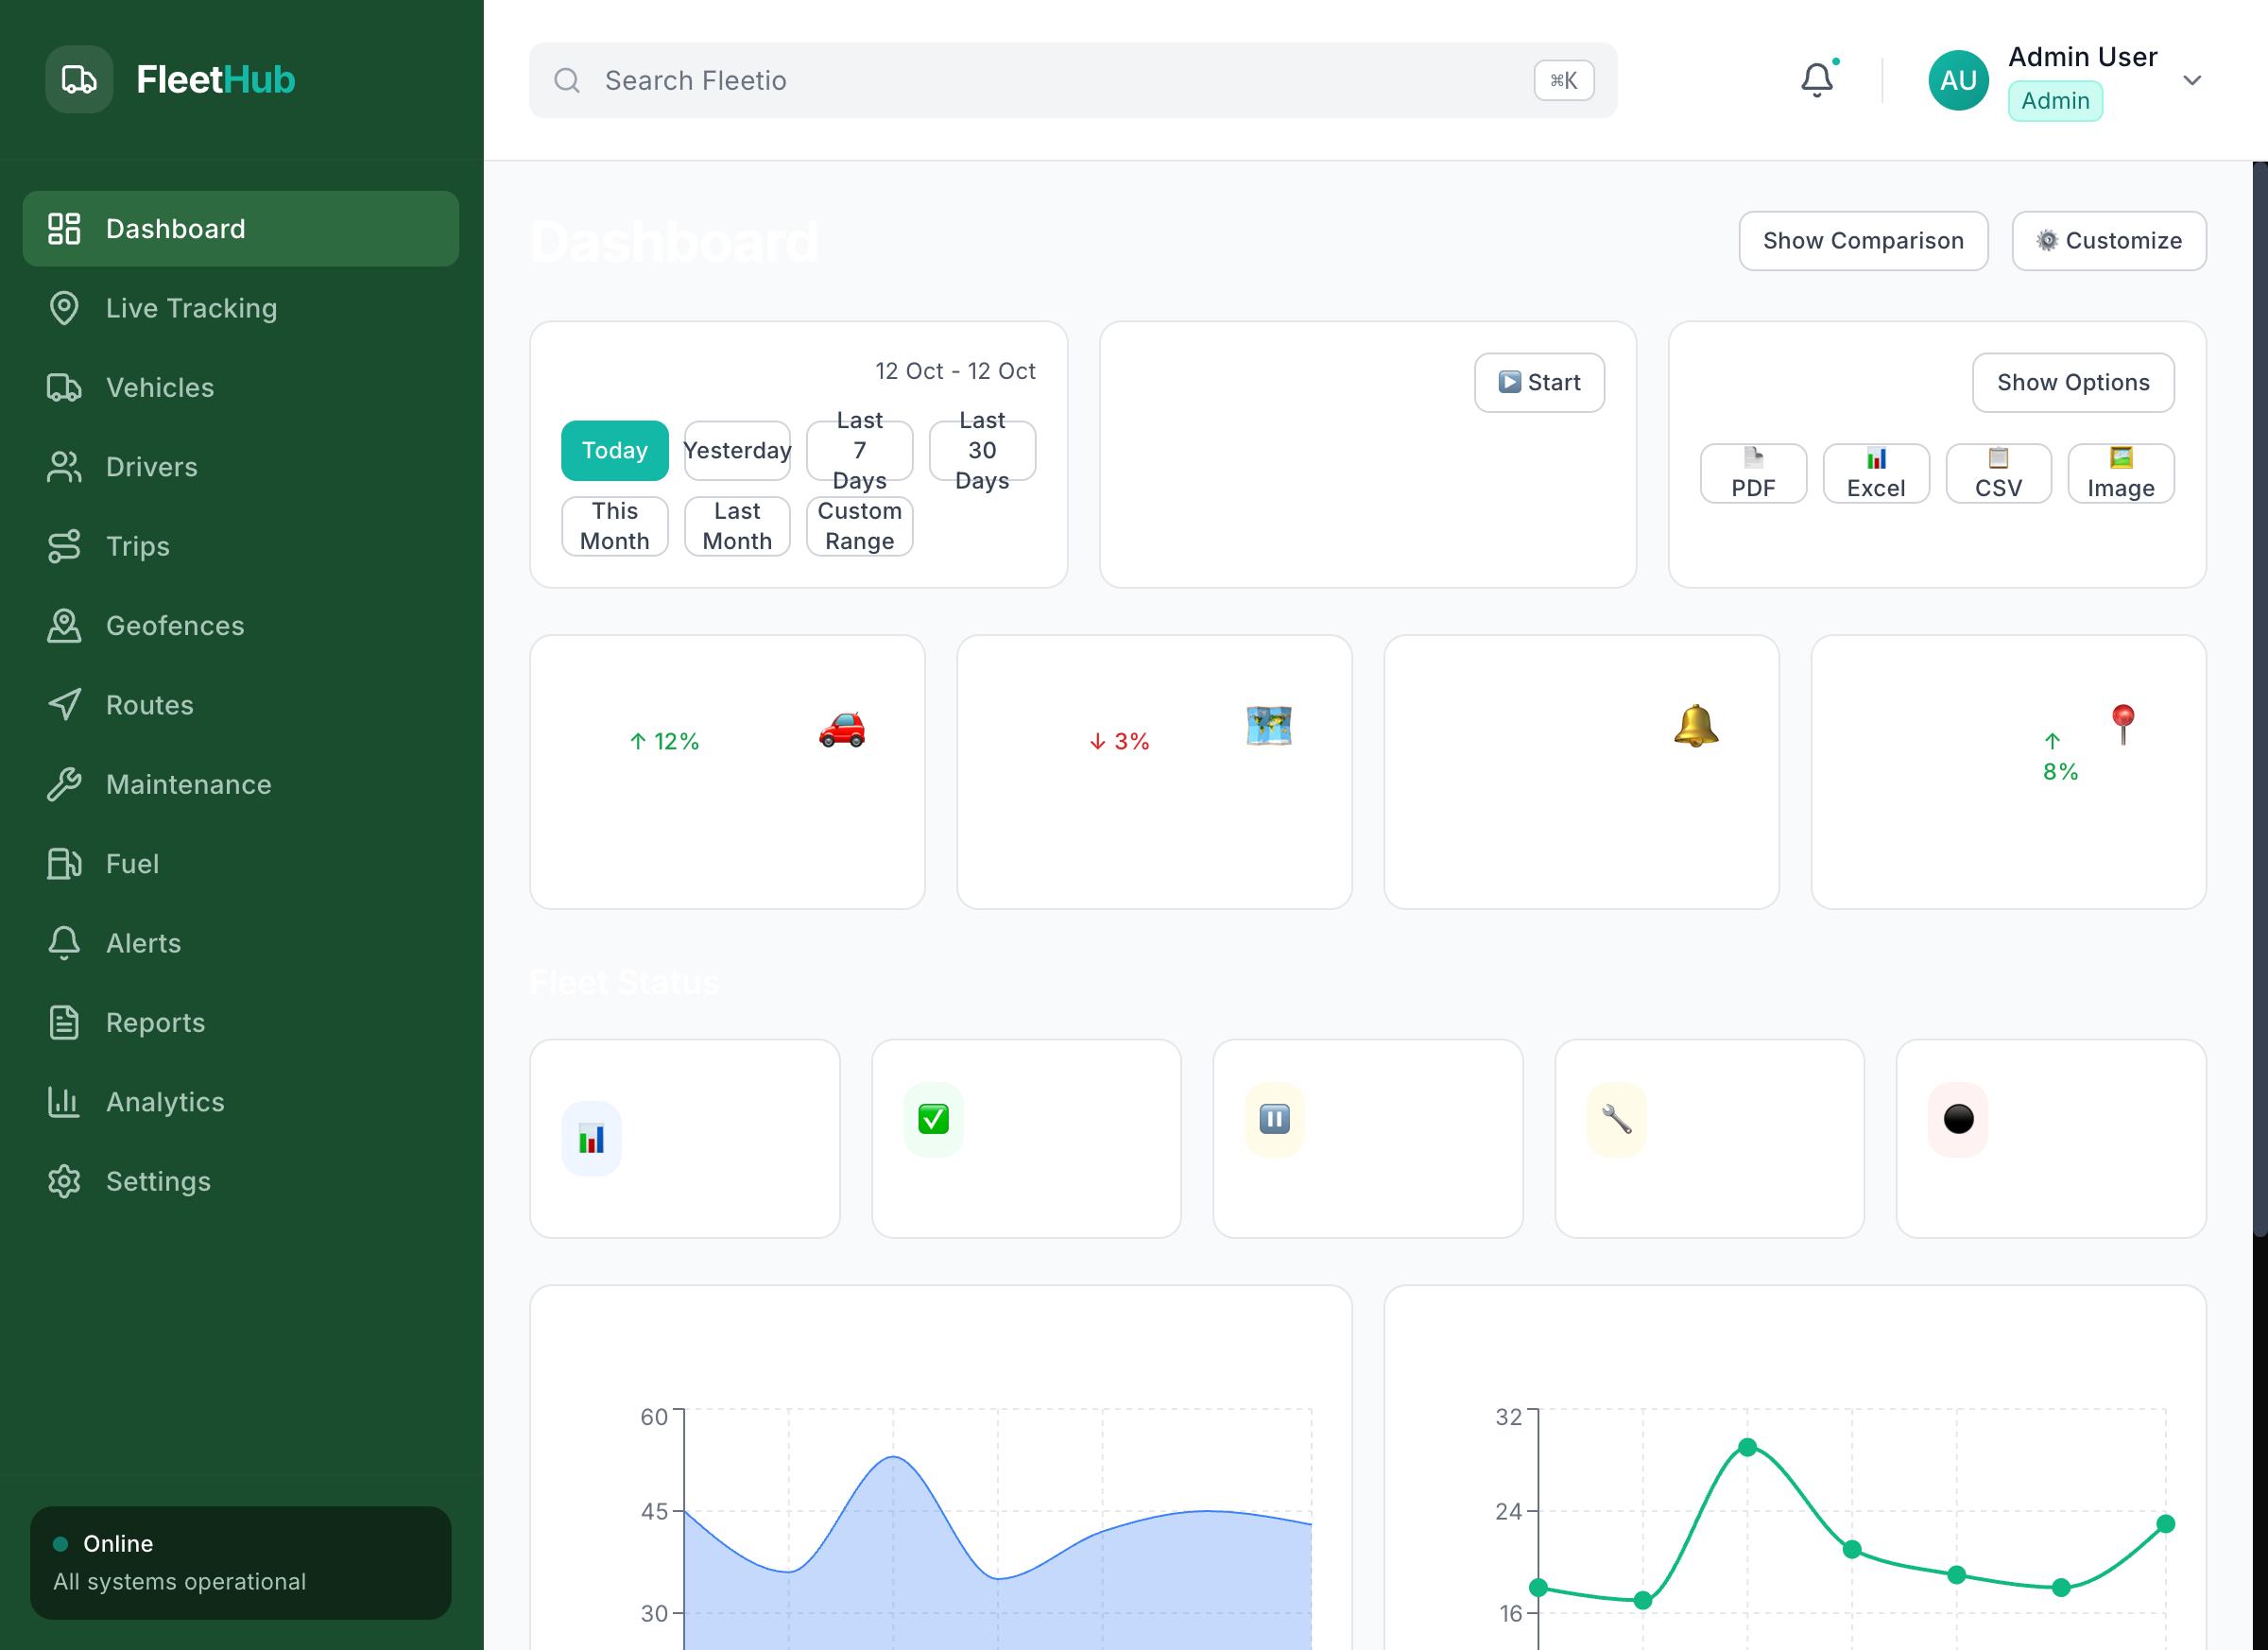 FleetHub
Search Fleetio
⌘K
AU
Admin User
Admin
Dashboard
Live Tracking
Vehicles
Drivers
Trips
Geofences
Routes
Maintenance
Fuel
Alerts
Reports
Analytics
Settings
Online
All systems operational
Dashboard
Show Comparison
Customize
12 Oct - 12 Oct
Today
Yesterday
Last
7
Days
Last
30
Days
This
Month
Last
Month
Custom
Range
Start
Show Options
PDF
Excel
CSV
Image
↑ 12%
↓ 3%
↑
8%
Fleet Status
60
45
30
32
24
16